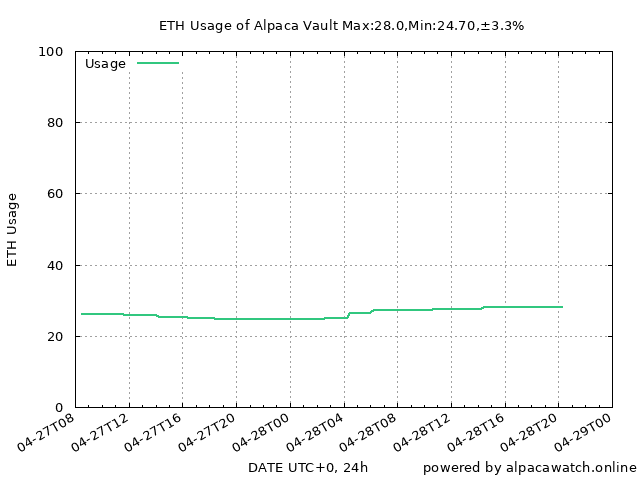 ETH Usage of Alpaca Vault Max:28.0,Min:24.70,±3.3%
100
Usage
80
60
ETH Usage
40
20
0
04-27T08 04-27T12 04-27T16 04-27T20 04-28T00 04-28T04 04-28T08 04-28T12 04-28T16 04-28T20 04-29T00
DATE UTC+0, 24h
powered by alpacawatch.online